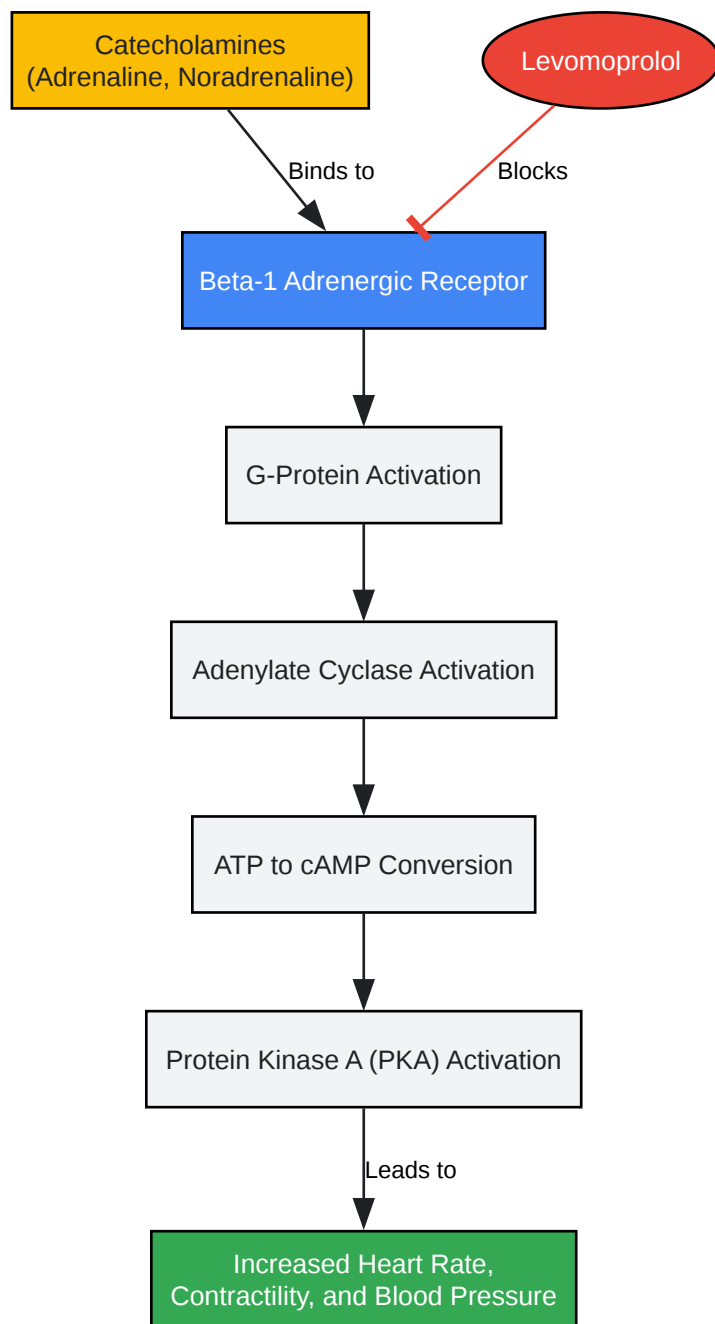 Catecholamines
(Adrenaline, Noradrenaline)
Levomoprolol
Binds to
Blocks
Beta-1 Adrenergic Receptor
G-Protein Activation
Adenylate Cyclase Activation
ATP to cAMP Conversion
Protein Kinase A (PKA) Activation
Leads to
Increased Heart Rate,
Contractility, and Blood Pressure